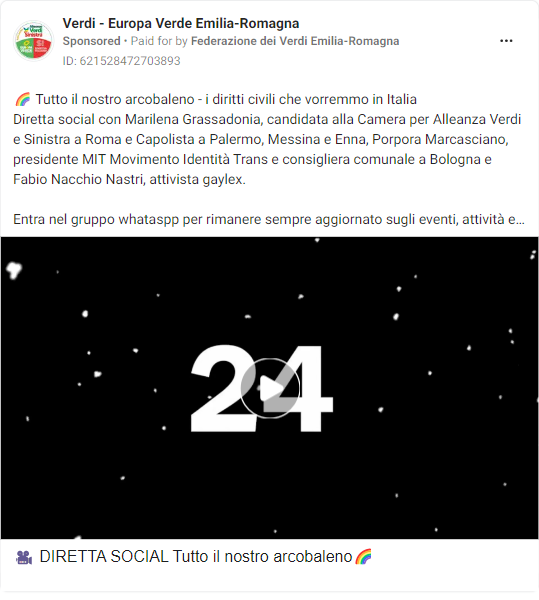 Verdi - Europa Verde Emilia-Romagna
Sponsored • Paid for by Federazione dei Verdi Emilia-Romagna
ID: 621528472703893
🌈 Tutto il nostro arcobaleno - i diritti civili che vorremmo in Italia
Diretta social con Marilena Grassadonia, candidata alla Camera per Alleanza Verdi
e Sinistra a Roma e Capolista a Palermo, Messina e Enna, Porpora Marcasciano,
presidente MIT Movimento Identità Trans e consigliera comunale a Bologna e
Fabio Nacchio Nastri, attivista gaylex.
Entra nel gruppo whataspp per rimanere sempre aggiornato sugli eventi, attività e...
24
🎥 DIRETTA SOCIAL Tutto il nostro arcobaleno🌈